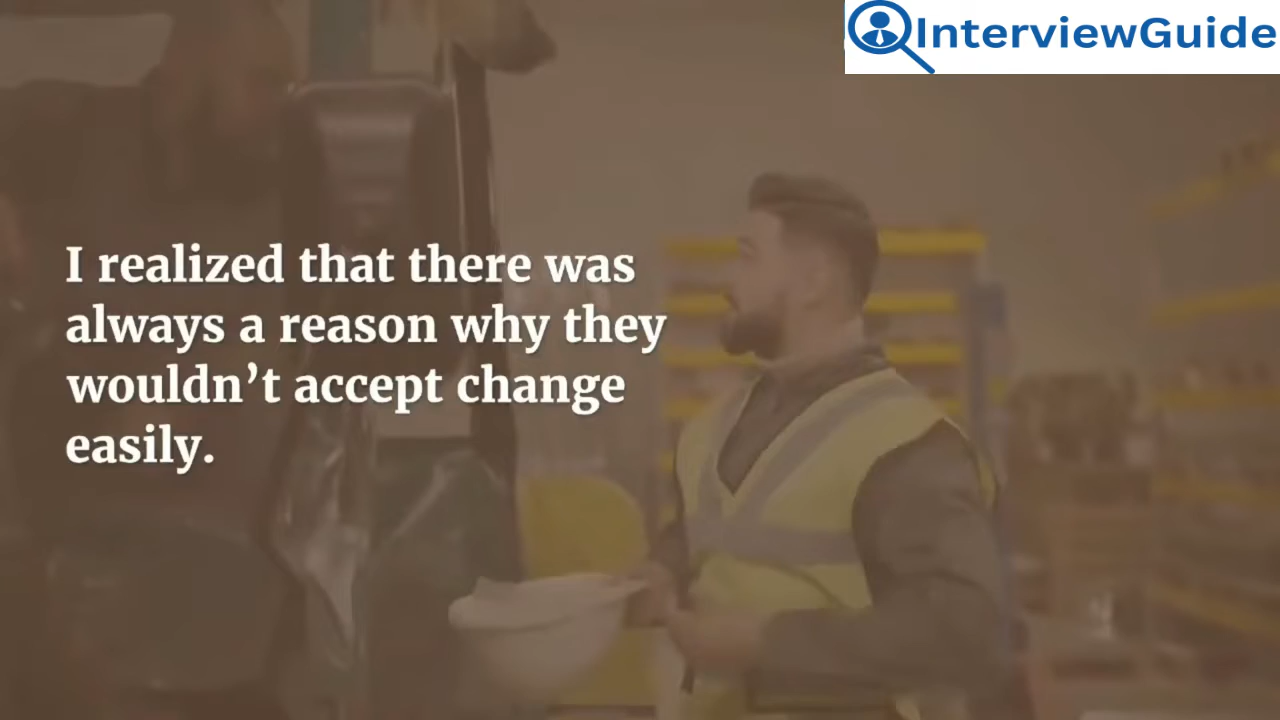 InterviewGuide
I realized that there was
always a reason why they
wouldn’t accept change
easily.